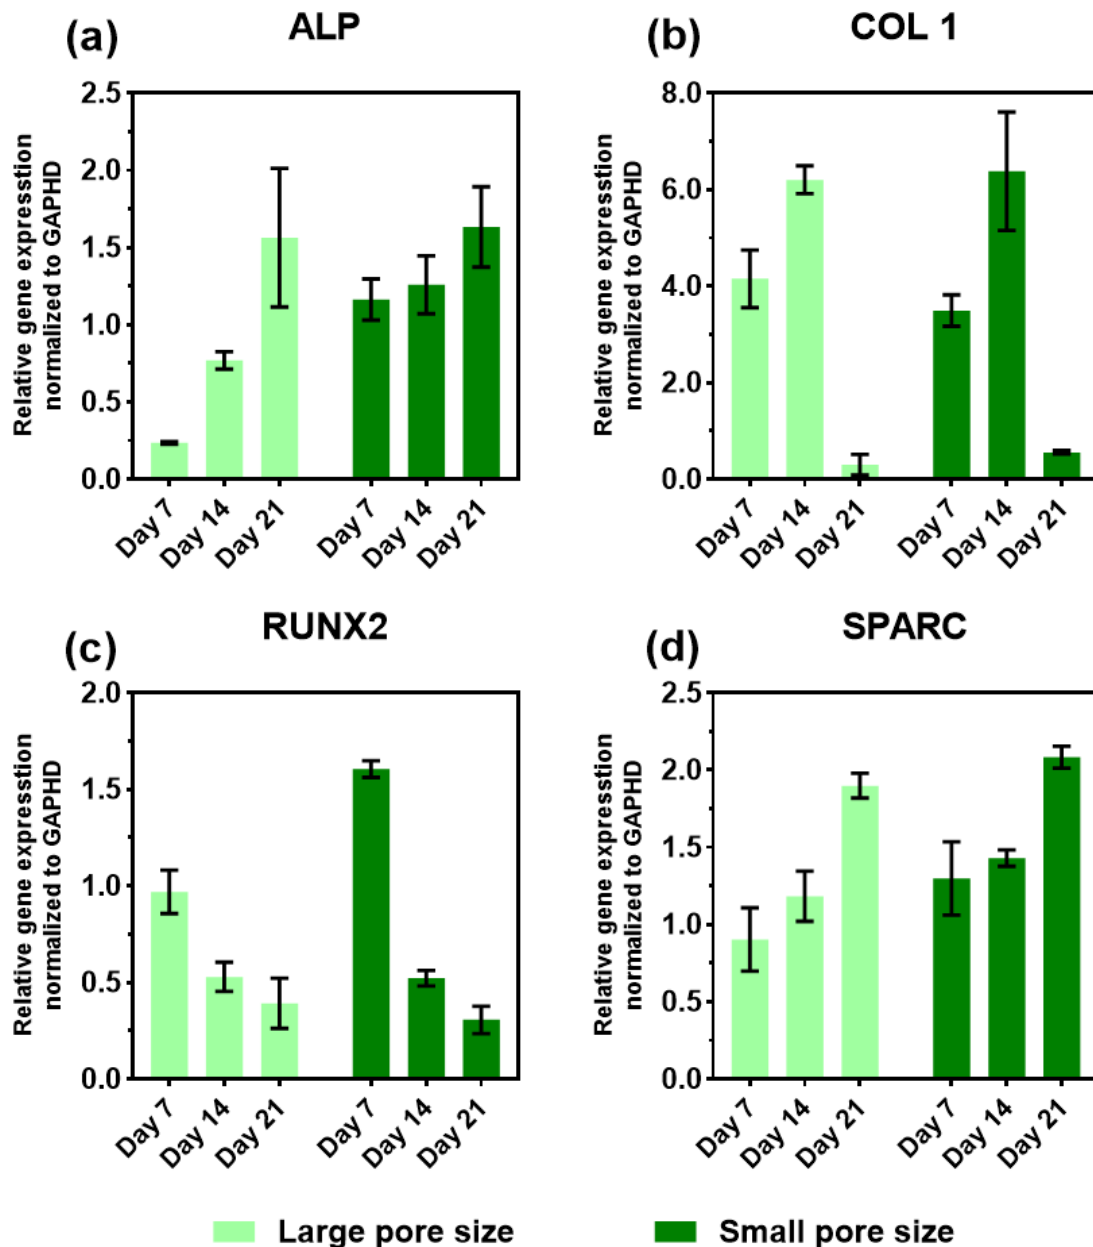 (a) ALP
Relative gene expresstion
normalized to GAPHD
2.5
2.0
1.5
1.0
0.5
0.0
Day 7
Day 14
Day 21
Day 7
Day 14
Day 21
(b) COL 1
Relative gene expresstion
normalized to GAPHD
8.0
6.0
4.0
2.0
0.0
Day 7
Day 14
Day 21
Day 7
Day 14
Day 21
(c) RUNX2
Relative gene expresstion
normalized to GAPHD
2.0
1.5
1.0
0.5
0.0
Day 7
Day 14
Day 21
Day 7
Day 14
Day 21
(d) SPARC
Relative gene expresstion
normalized to GAPHD
2.5
2.0
1.5
1.0
0.5
0.0
Day 7
Day 14
Day 21
Day 7
Day 14
Day 21
Large pore size
Small pore size